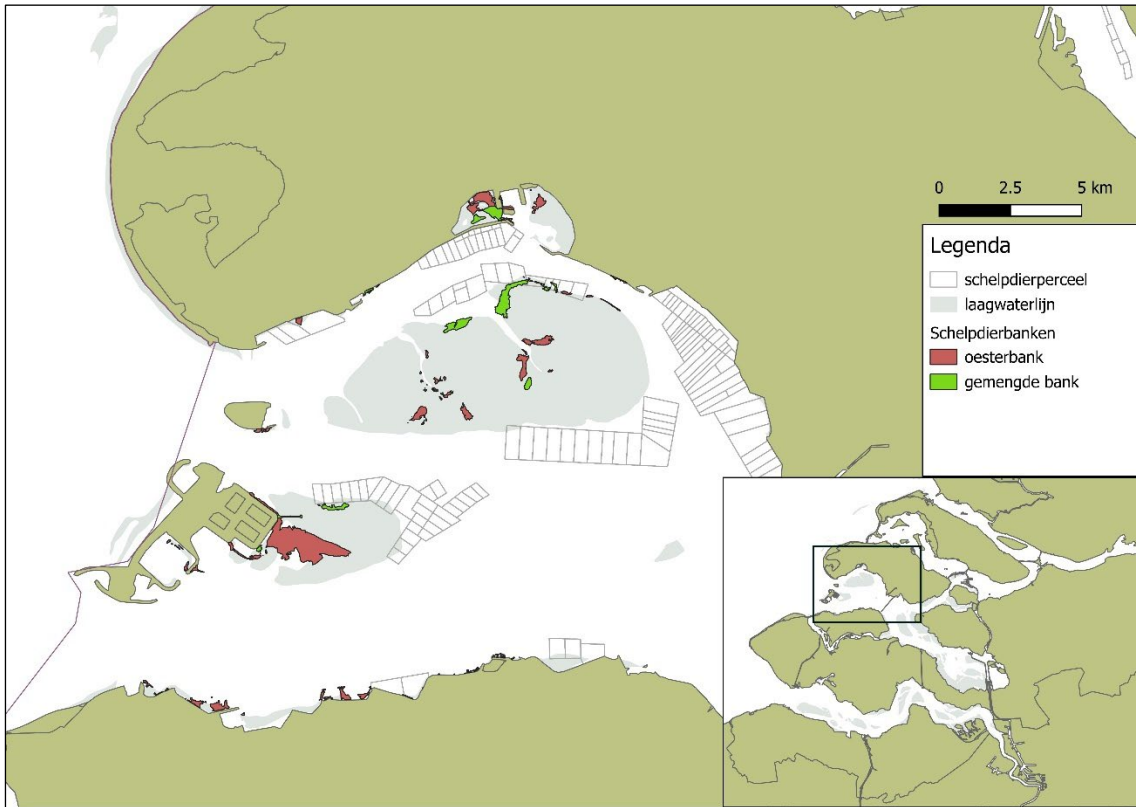 0 2.5 5 km
Legenda
schelpdierperceel
laagwaterlijn
Schelpdierbanken
oesterbank
gemengde bank